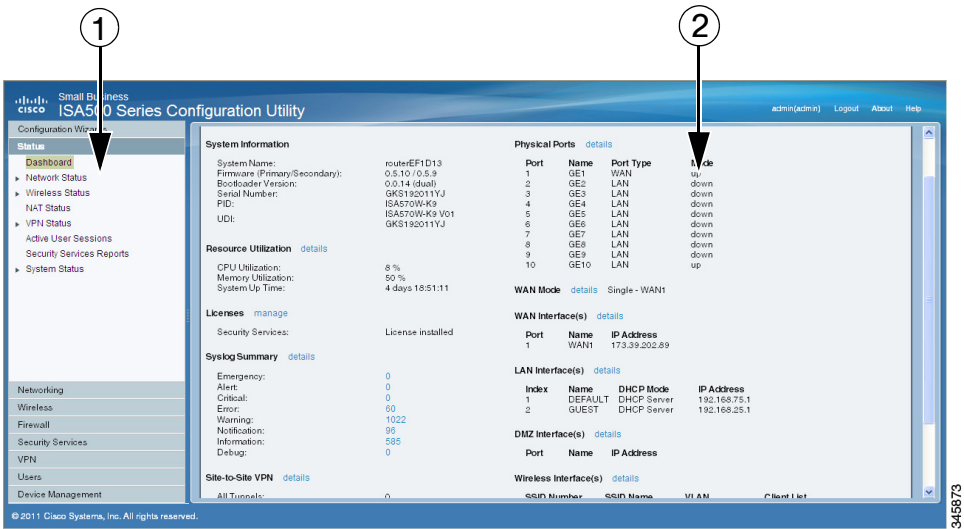 1
2
cisco
Small Business
ISA500 Series Configuration Utility
admin(admin) Logout About Help
Configuration Wizards
Status
Dashboard
Network Status
Wireless Status
NAT Status
VPN Status
Active User Sessions
Security Services Reports
System Status
Networking
Wireless
Firewall
Security Services
VPN
Users
Device Management
System Information
System Name: routerEF1D13
Firmware (Primary/Secondary): 0.5.10 / 0.5.9
Bootloader Version: 0.0.14 (dual)
Serial Number: GKS192011YJ
PID: ISA570W-K9
UDI: ISA570W-K9 V01
GKS192011YJ
Resource Utilization details
CPU Utilization: 8 %
Memory Utilization: 50 %
System Up Time: 4 days 18:51:11
Licenses manage
Security Services: License installed
Syslog Summary details
Emergency: 0
Alert: 0
Critical: 0
Error: 60
Warning: 1022
Notification: 96
Information: 585
Debug: 0
Site-to-Site VPN details
All Tunnels: 0
Physical Ports details
Port Name Port Type Mode
1 GE1 WAN up
2 GE2 LAN down
3 GE3 LAN down
4 GE4 LAN down
5 GE5 LAN down
6 GE6 LAN down
7 GE7 LAN down
8 GE8 LAN down
9 GE9 LAN down
10 GE10 LAN up
WAN Mode details Single - WAN1
WAN Interface(s) details
Port Name IP Address
1 WAN1 173.39.202.89
LAN Interface(s) details
Index Name DHCP Mode IP Address
1 DEFAULT DHCP Server 192.168.75.1
2 GUEST DHCP Server 192.168.25.1
DMZ Interface(s) details
Port Name IP Address
Wireless Interface(s) details
SSID Number SSID Name VLAN Client List
© 2011 Cisco Systems, Inc. All rights reserved.
345873